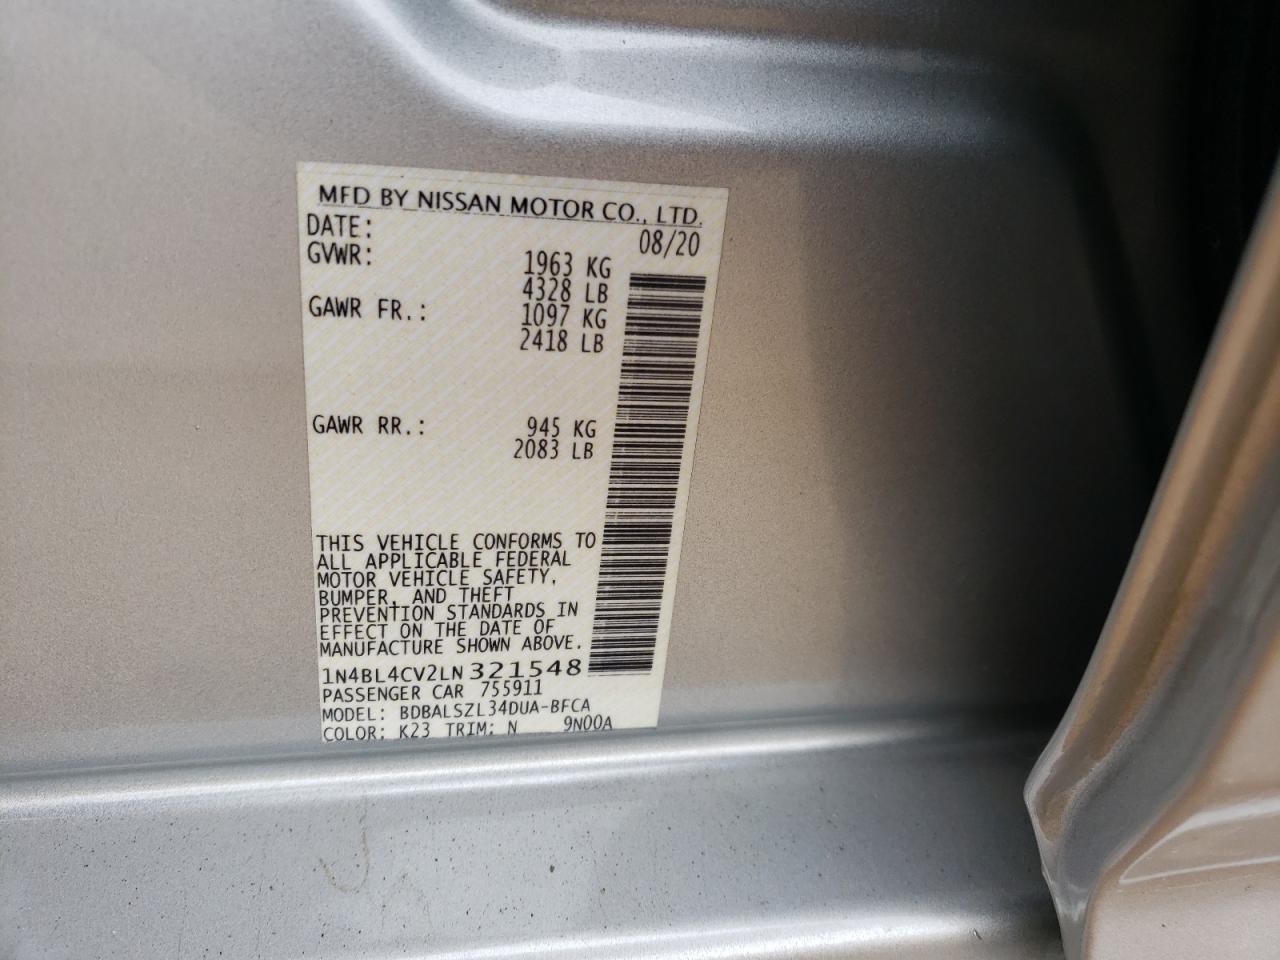 MFD BY NISSAN MOTOR CO., LTD.
DATE: 08/20
GVWR: 1963 KG
4328 LB
GAWR FR.: 1097 KG
2418 LB
GAWR RR.: 945 KG
2083 LB
THIS VEHICLE CONFORMS TO
ALL APPLICABLE FEDERAL
MOTOR VEHICLE SAFETY,
BUMPER, AND THEFT
PREVENTION STANDARDS IN
EFFECT ON THE DATE OF
MANUFACTURE SHOWN ABOVE.
1N4BL4CV2LN321548
PASSENGER CAR 755911
MODEL: BDBALSZL34DUA-BFCA
COLOR: K23 TRIM: N 9N00A